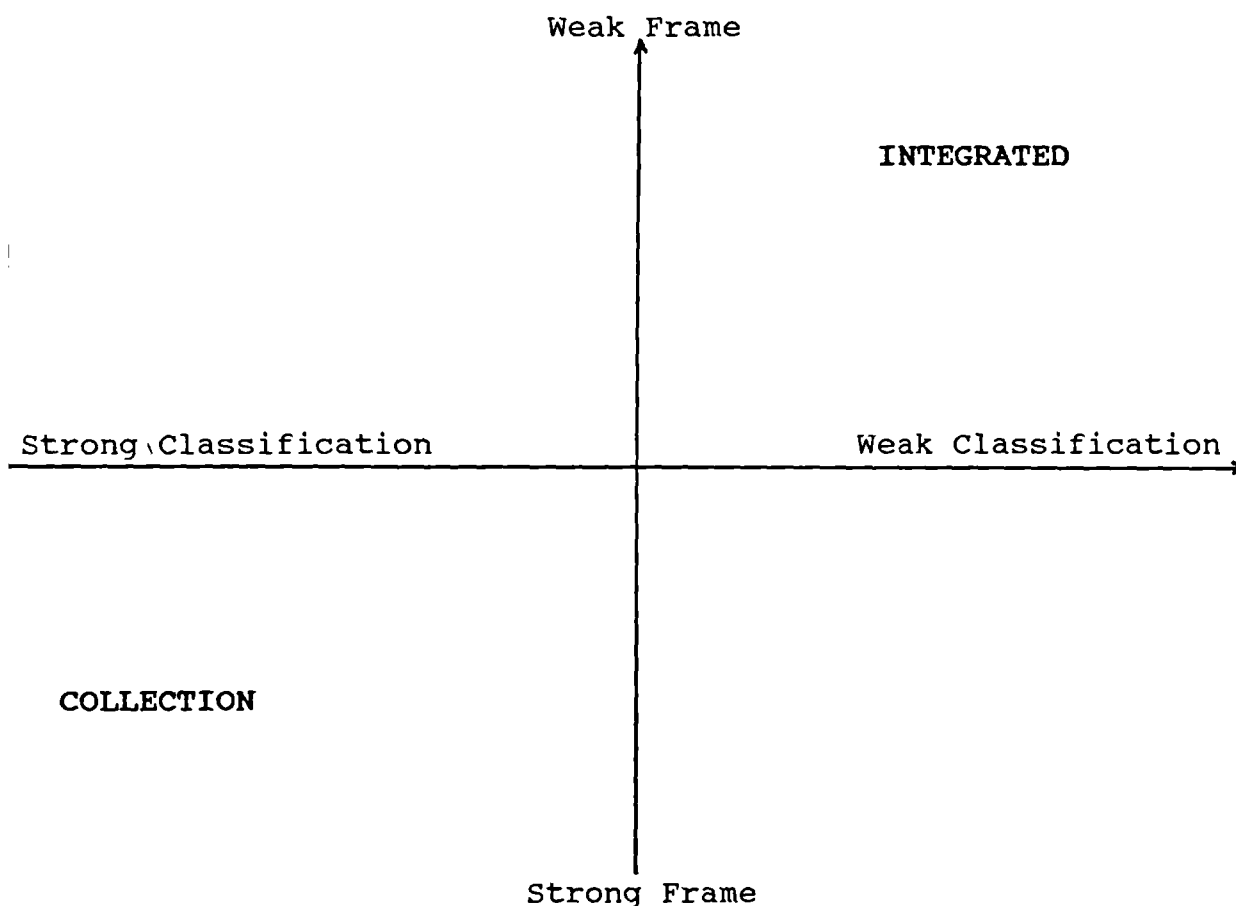 Weak Frame
INTEGRATED
Strong Classification
Weak Classification
COLLECTION
Strong Frame